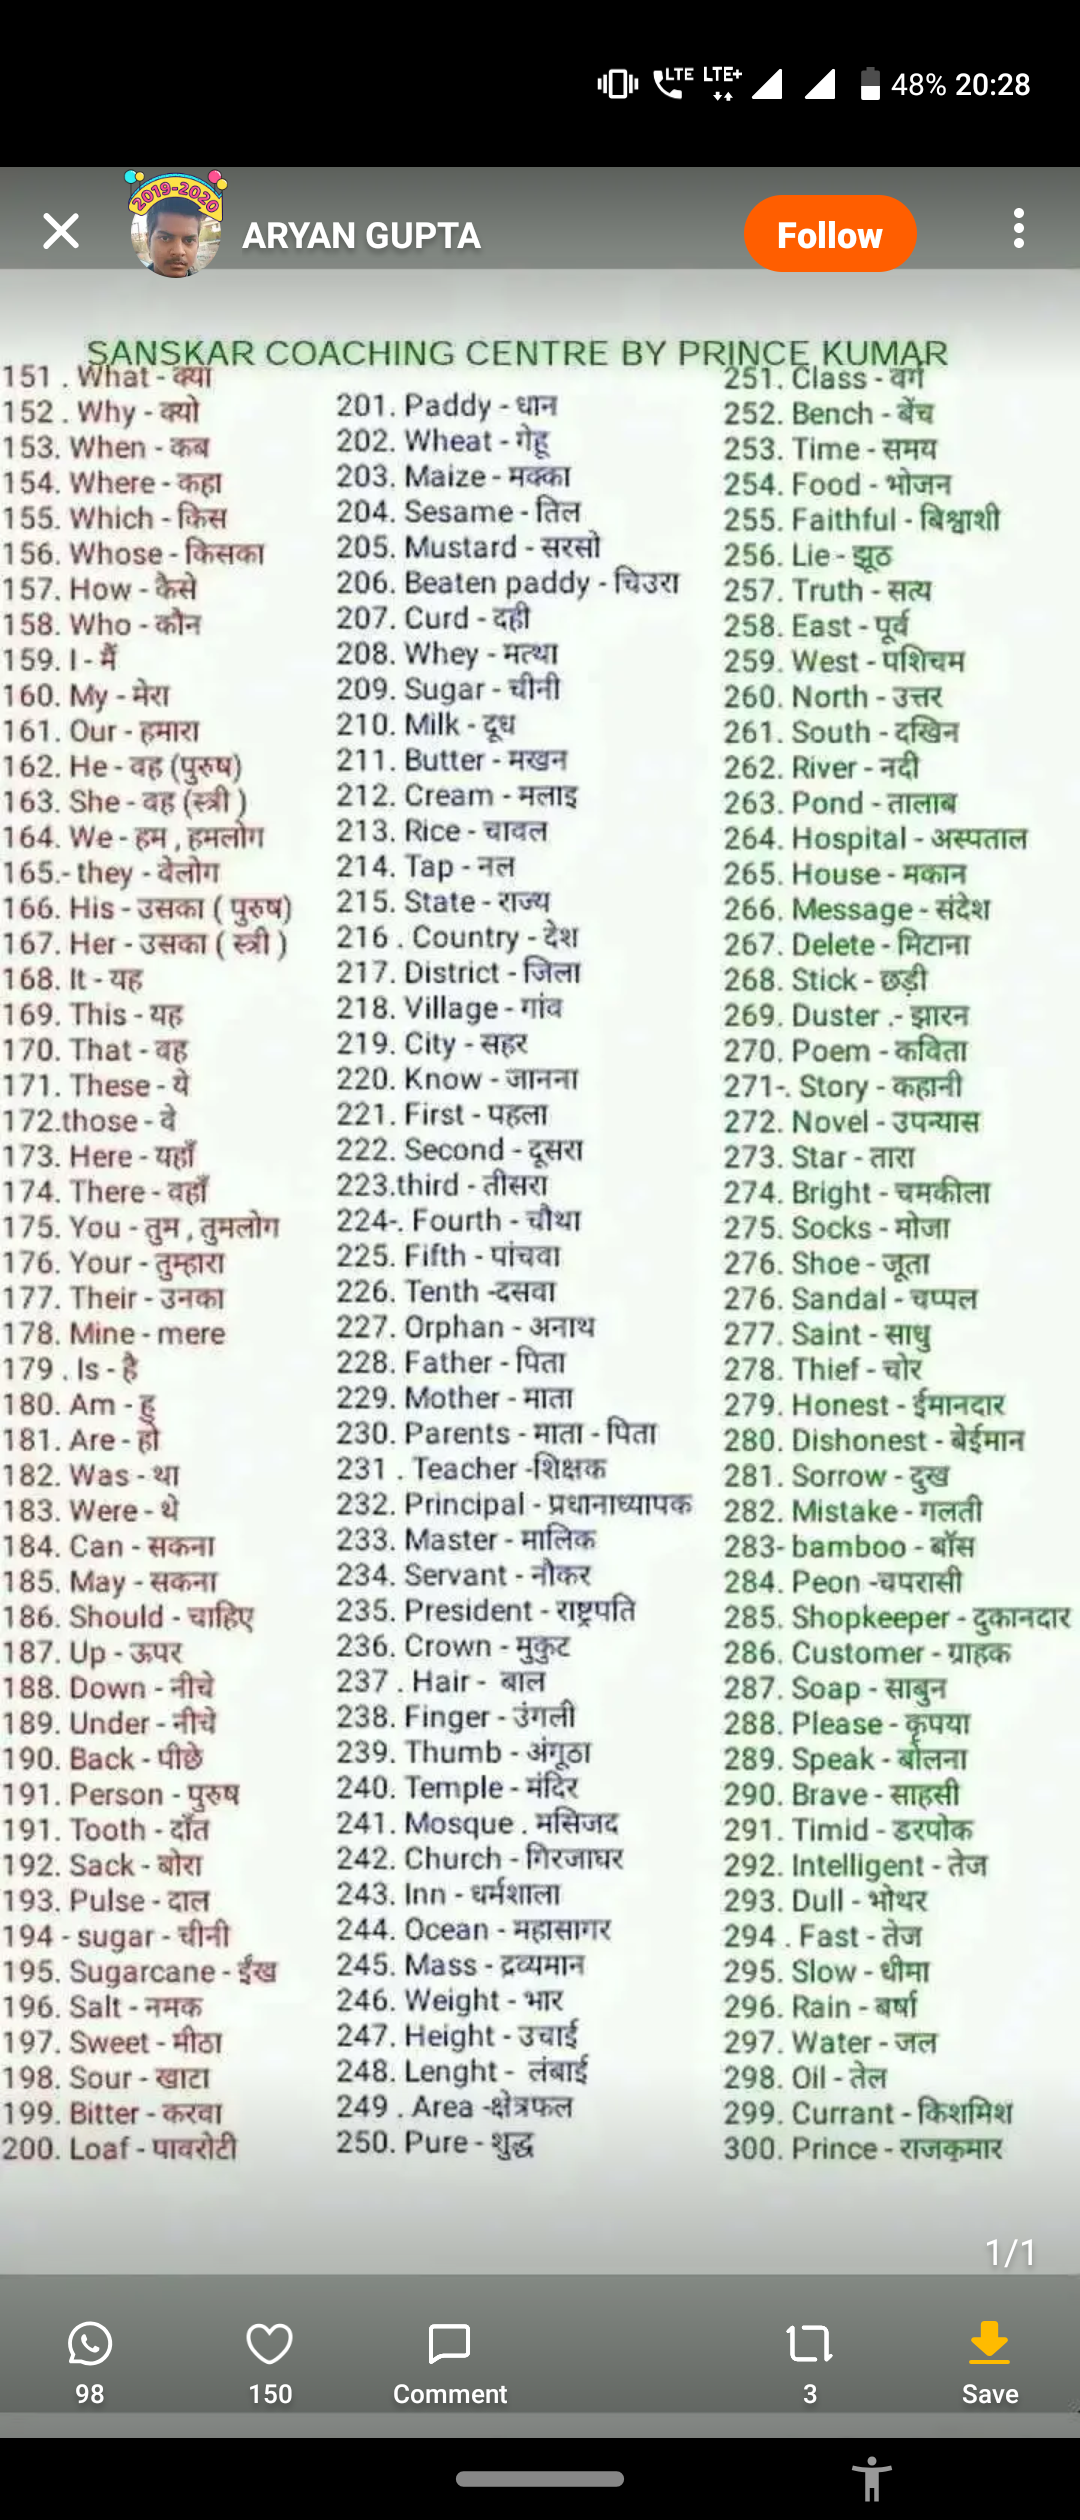 LTE LTE+ 48% 20:28
2019-2020
ARYAN GUPTA
Follow
SANSKAR COACHING CENTRE BY PRINCE KUMAR
151 . What - क्या
152 . Why - क्यो
153. When - कब
154. Where - कहा
155. Which - किस
156. Whose - किसका
157. How - कैसे
158. Who - कौन
159. I - मैं
160. My - मेरा
161. Our - हमारा
162. He - वह (पुरुष)
163. She - वह (स्त्री )
164. We - हम , हमलोग
165.- they - वेलोग
166. His - उसका ( पुरुष)
167. Her - उसका ( स्त्री )
168. It - यह
169. This - यह
170. That - वह
171. These - ये
172.those - वे
173. Here - यहाँ
174. There - वहाँ
175. You - तुम , तुमलोग
176. Your - तुम्हारा
177. Their - उनका
178. Mine - mere
179 . Is - है
180. Am - हु
181. Are - हो
182. Was - था
183. Were - थे
184. Can - सकना
185. May - सकना
186. Should - चाहिए
187. Up - ऊपर
188. Down - नीचे
189. Under - नीचे
190. Back - पीछे
191. Person - पुरुष
191. Tooth - दाँत
192. Sack - बोरा
193. Pulse - दाल
194 - sugar - चीनी
195. Sugarcane - ईंख
196. Salt - नमक
197. Sweet - मीठा
198. Sour - खाटा
199. Bitter - करवा
200. Loaf - पावरोटी
201. Paddy - धान
202. Wheat - गेहू
203. Maize - मक्का
204. Sesame - तिल
205. Mustard - सरसो
206. Beaten paddy - चिउरा
207. Curd - दही
208. Whey - मत्था
209. Sugar - चीनी
210. Milk - दूध
211. Butter - मखन
212. Cream - मलाइ
213. Rice - चावल
214. Tap - नल
215. State - राज्य
216 . Country - देश
217. District - जिला
218. Village - गांव
219. City - सहर
220. Know - जानना
221. First - पहला
222. Second - दूसरा
223.third - तीसरा
224-. Fourth - चौथा
225. Fifth - पांचवा
226. Tenth -दसवा
227. Orphan - अनाथ
228. Father - पिता
229. Mother - माता
230. Parents - माता - पिता
231 . Teacher -शिक्षक
232. Principal - प्रधानाध्यापक
233. Master - मालिक
234. Servant - नौकर
235. President - राष्ट्रपति
236. Crown - मुकुट
237 . Hair - बाल
238. Finger - उंगली
239. Thumb - अंगूठा
240. Temple - मंदिर
241. Mosque . मसिजद
242. Church - गिरजाघर
243. Inn - धर्मशाला
244. Ocean - महासागर
245. Mass - द्रव्यमान
246. Weight - भार
247. Height - उचाई
248. Lenght - लंबाई
249 . Area -क्षेत्रफल
250. Pure - शुद्ध
251. Class - वर्ग
252. Bench - बेंच
253. Time - समय
254. Food - भोजन
255. Faithful - बिश्वाशी
256. Lie - झूठ
257. Truth - सत्य
258. East - पूर्व
259. West - पशिचम
260. North - उत्तर
261. South - दखिन
262. River - नदी
263. Pond - तालाब
264. Hospital - अस्पताल
265. House - मकान
266. Message - संदेश
267. Delete - मिटाना
268. Stick - छड़ी
269. Duster .- झारन
270. Poem - कविता
271-. Story - कहानी
272. Novel - उपन्यास
273. Star - तारा
274. Bright - चमकीला
275. Socks - मोजा
276. Shoe - जूता
276. Sandal - चप्पल
277. Saint - साधु
278. Thief - चोर
279. Honest - ईमानदार
280. Dishonest - बेईमान
281. Sorrow - दुख
282. Mistake - गलती
283- bamboo - बॉस
284. Peon -चपरासी
285. Shopkeeper - दुकानदार
286. Customer - ग्राहक
287. Soap - साबुन
288. Please - कृपया
289. Speak - बोलना
290. Brave - साहसी
291. Timid - डरपोक
292. Intelligent - तेज
293. Dull - भोथर
294 . Fast - तेज
295. Slow - धीमा
296. Rain - बर्षा
297. Water - जल
298. Oil - तेल
299. Currant - किशमिश
300. Prince - राजकुमार
1/1
98 150 Comment 3 Save